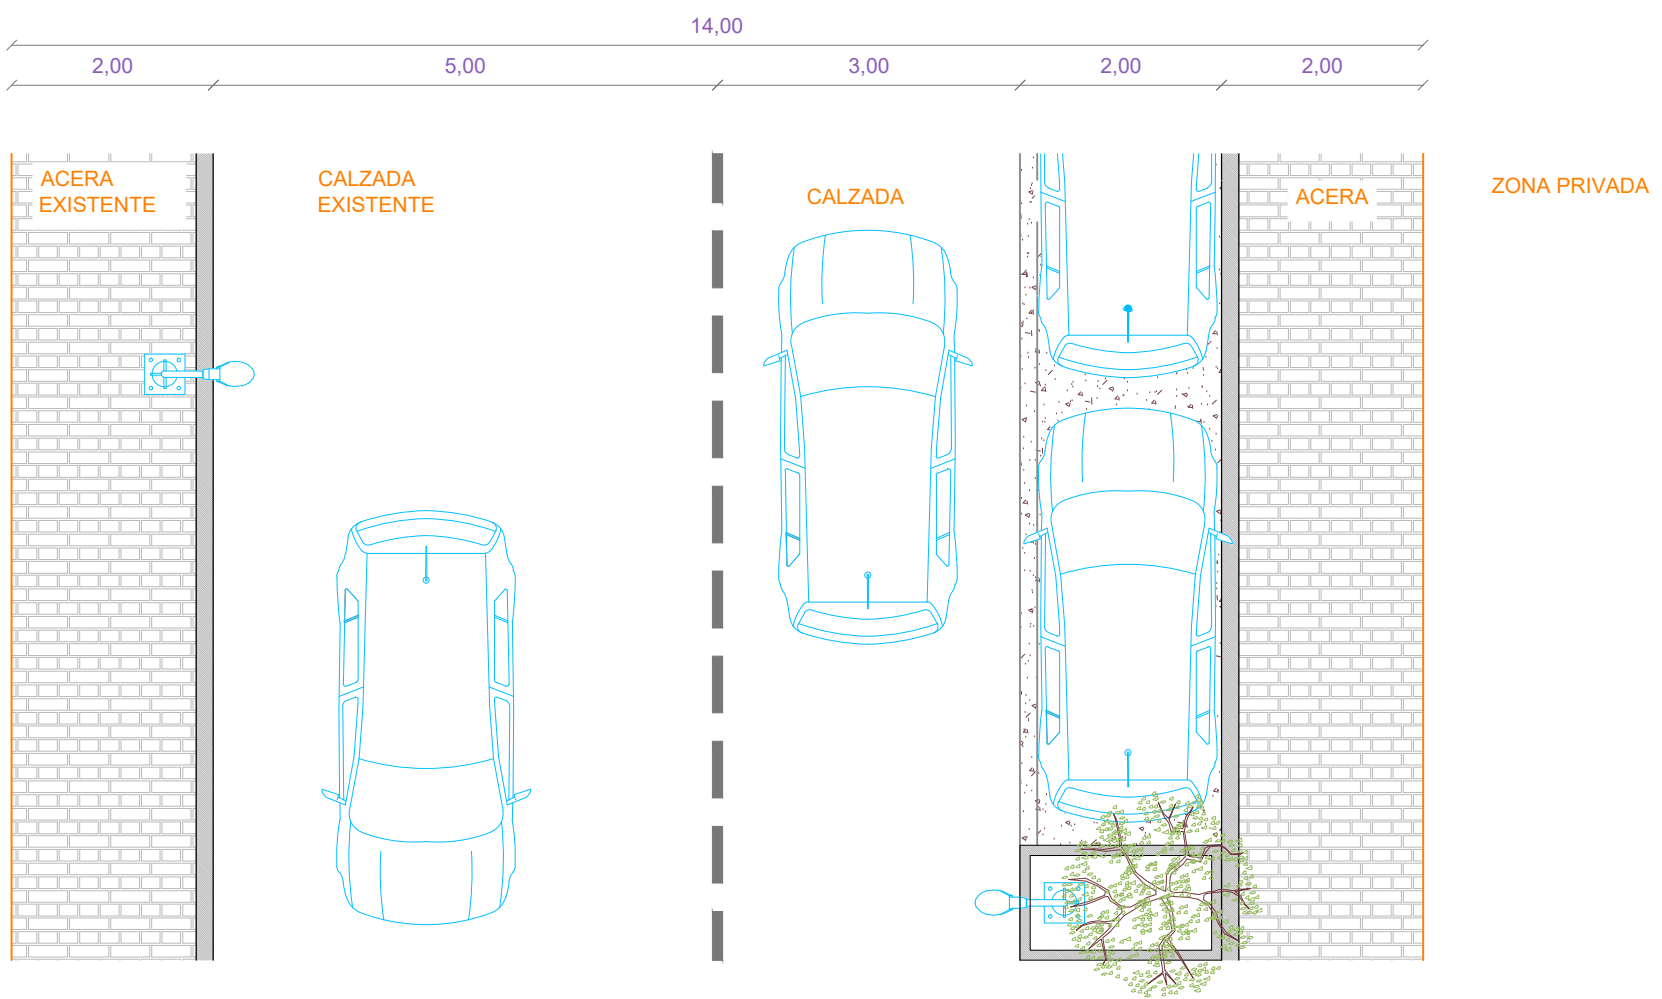 14,00
2,00 5,00 3,00 2,00 2,00
ACERA
EXISTENTE
CALZADA
EXISTENTE
CALZADA
ACERA
ZONA PRIVADA